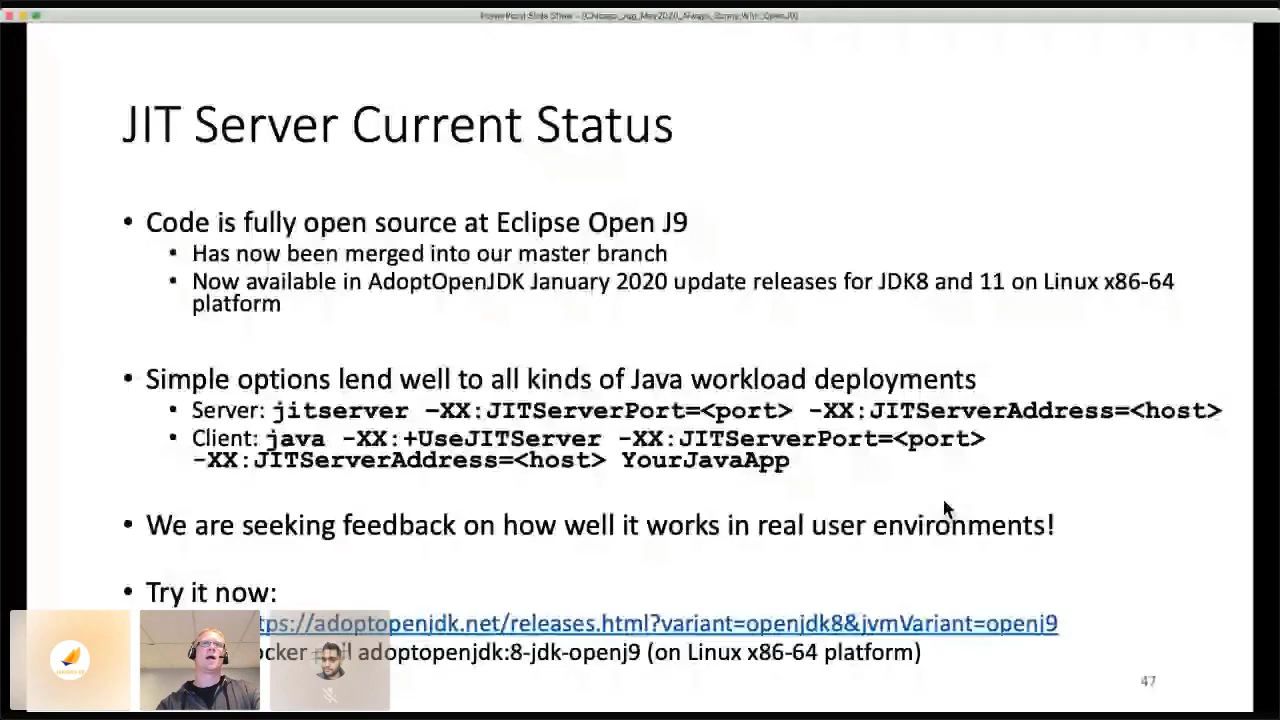 PowerPoint Slide Show - [Chicago_Jug_May2020_Always_Sunny_With_OpenJ9]
JIT Server Current Status
• Code is fully open source at Eclipse Open J9
• Has now been merged into our master branch
• Now available in AdoptOpenJDK January 2020 update releases for JDK8 and 11 on Linux x86-64
platform
• Simple options lend well to all kinds of Java workload deployments
• Server: jitserver –XX:JITServerPort=<port> -XX:JITServerAddress=<host>
• Client: java -XX:+UseJITServer -XX:JITServerPort=<port>
-XX:JITServerAddress=<host> YourJavaApp
• We are seeking feedback on how well it works in real user environments!
• Try it now:
tps://adoptopenjdk.net/releases.html?variant=openjdk8&jvmVariant=openj9
ocker adoptopenjdk:8-jdk-openj9 (on Linux x86-64 platform)
47